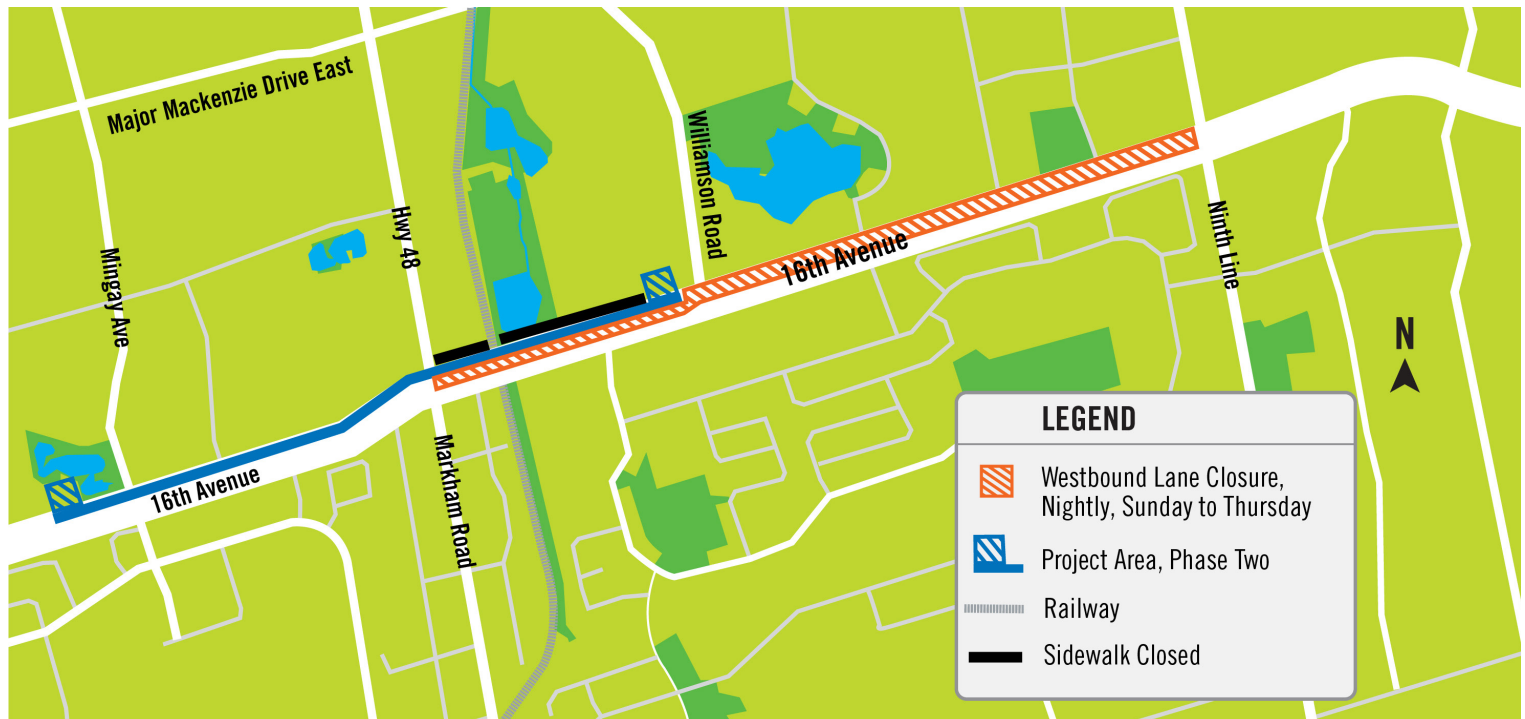 Major Mackenzie Drive East
Williamson Road
Hwy 48
Mingay Ave
16th Avenue
Ninth Line
N
16th Avenue
Markham Road
LEGEND
Westbound Lane Closure,
Nightly, Sunday to Thursday
Project Area, Phase Two
Railway
Sidewalk Closed